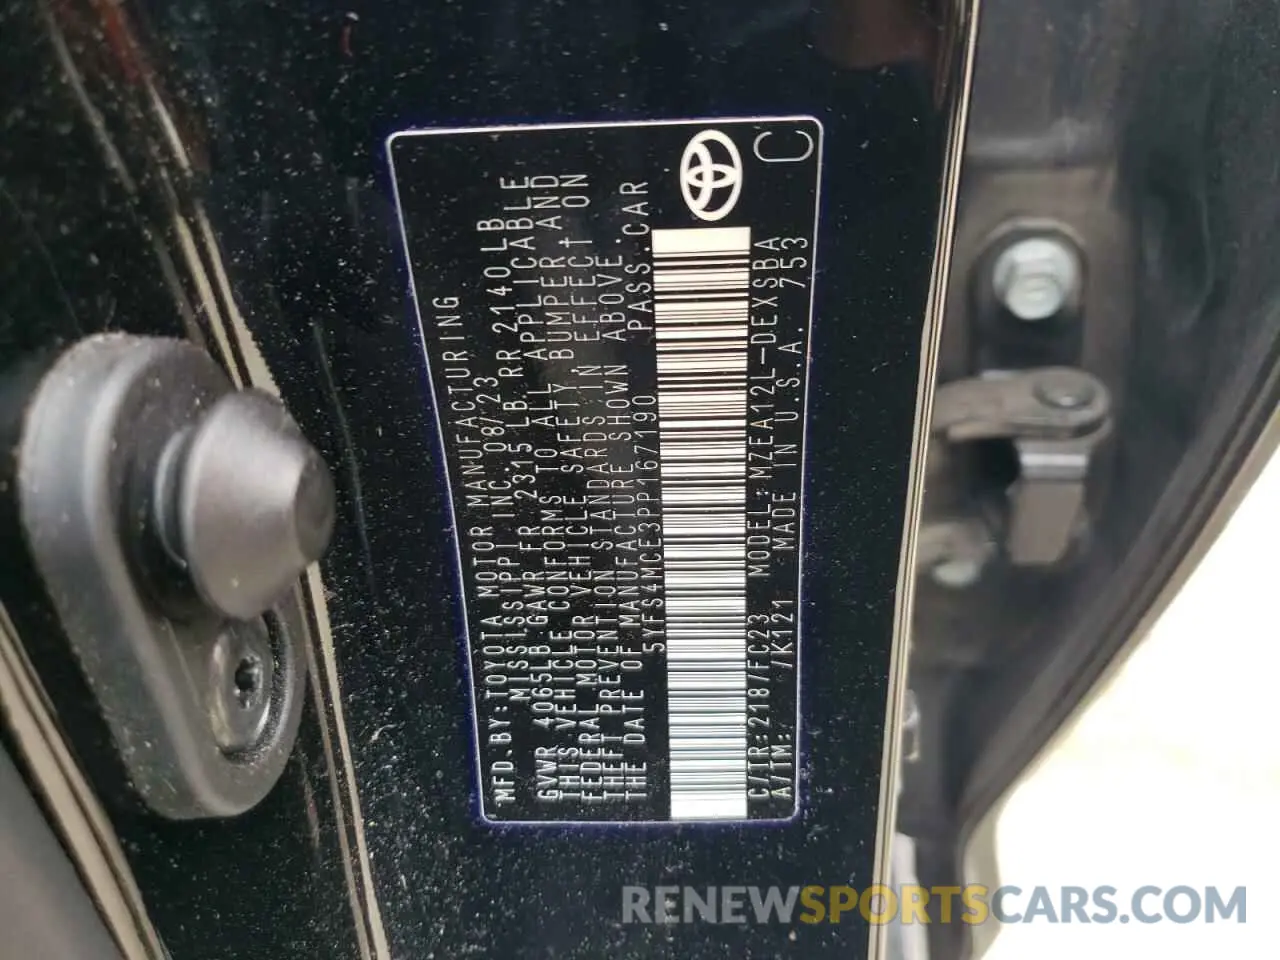 MFD.BY:TOYOTA MOTOR MANUFACTURING
MISSISSIPPI INC. 08/23
GVWR 4065LB GAWR FR 2315LB RR 2140LB
THIS VEHICLE CONFORMS TO ALL APPLICABLE
FEDERAL MOTOR VEHICLE SAFETY, BUMPER, AND
THEFT PREVENTION STANDARDS IN EFFECT ON
THE DATE OF MANUFACTURE SHOWN ABOVE.
5YFS4MCE3PP167190 PASS.CAR
C/TR:218/FC23 MODEL:MZEA12L-DEXSBA
A/TM: /K121 MADE IN U.S.A. 753
C
RENEWSPORTSCARS.COM